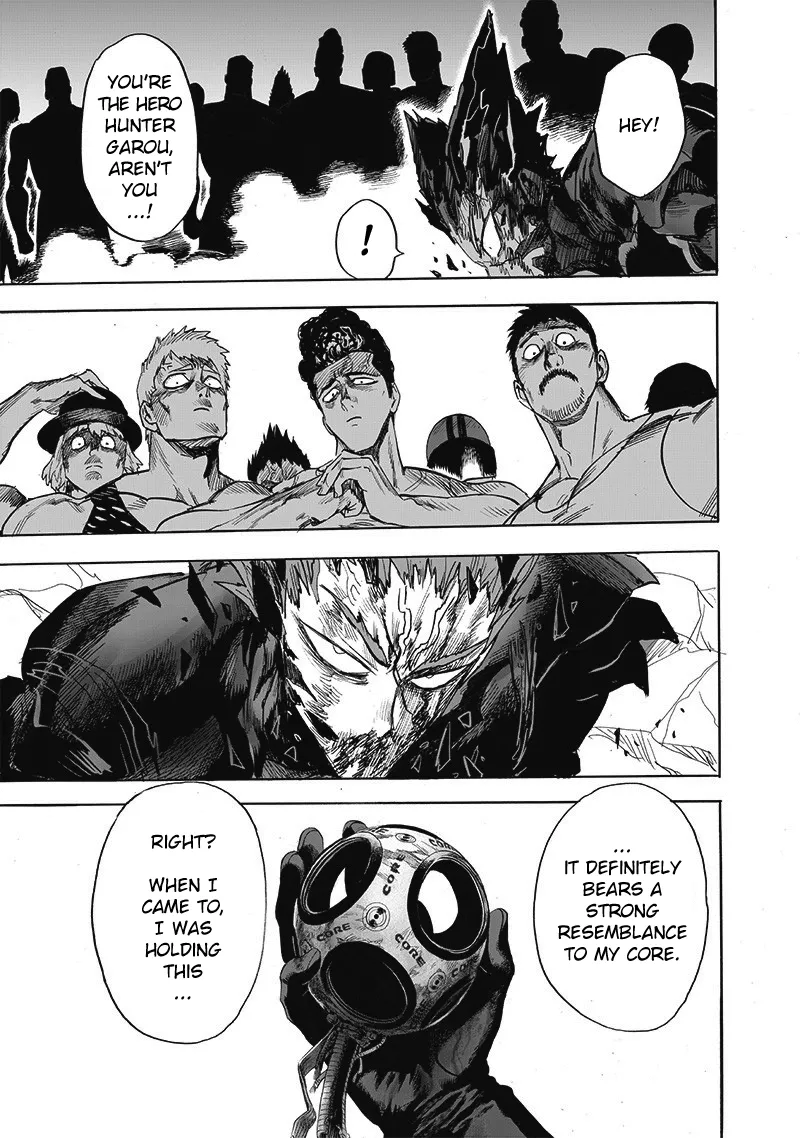 HEY!
YOU'RE
THE HERO
HUNTER
GAROU,
AREN'T
YOU
...!
!
...
IT DEFINITELY
BEARS A
STRONG
RESEMBLANCE
TO MY CORE.
RIGHT?
WHEN I
CAME TO,
I WAS
HOLDING
THIS
...
CORE
CORE
CORE
CORE